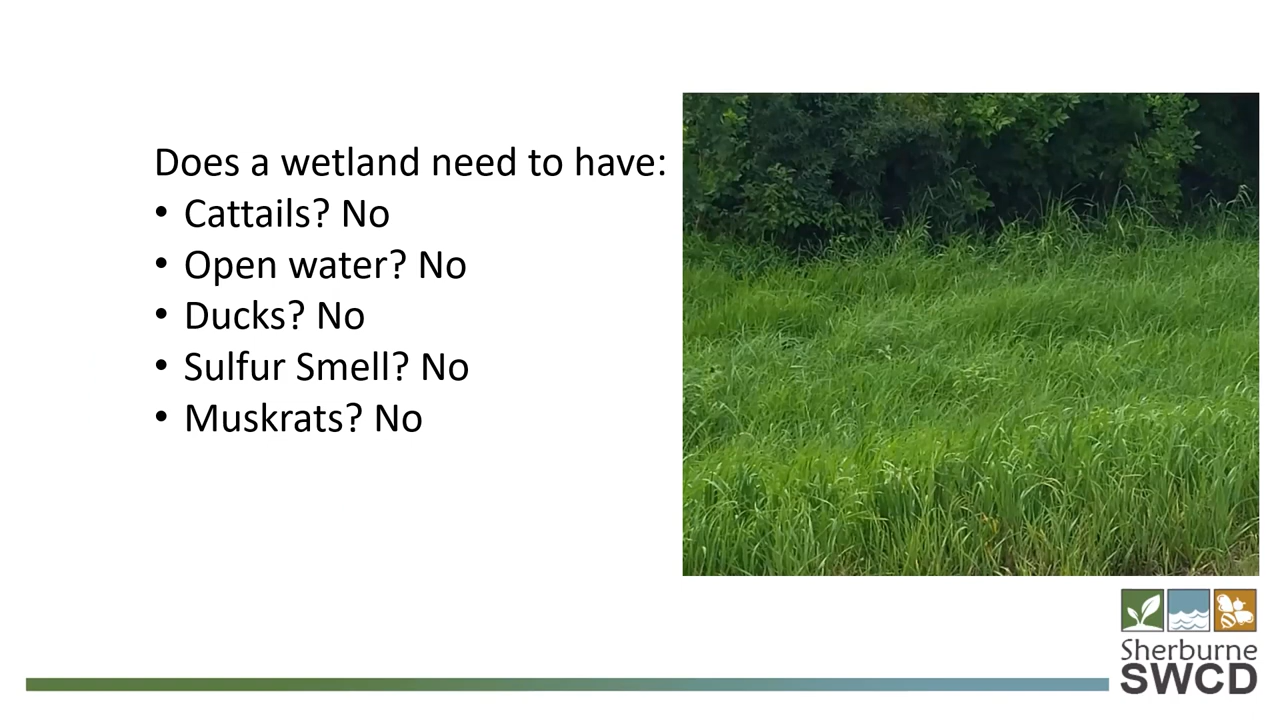 Does a wetland need to have:
• Cattails? No
• Open water? No
• Ducks? No
• Sulfur Smell? No
• Muskrats? No
Sherburne
SWCD